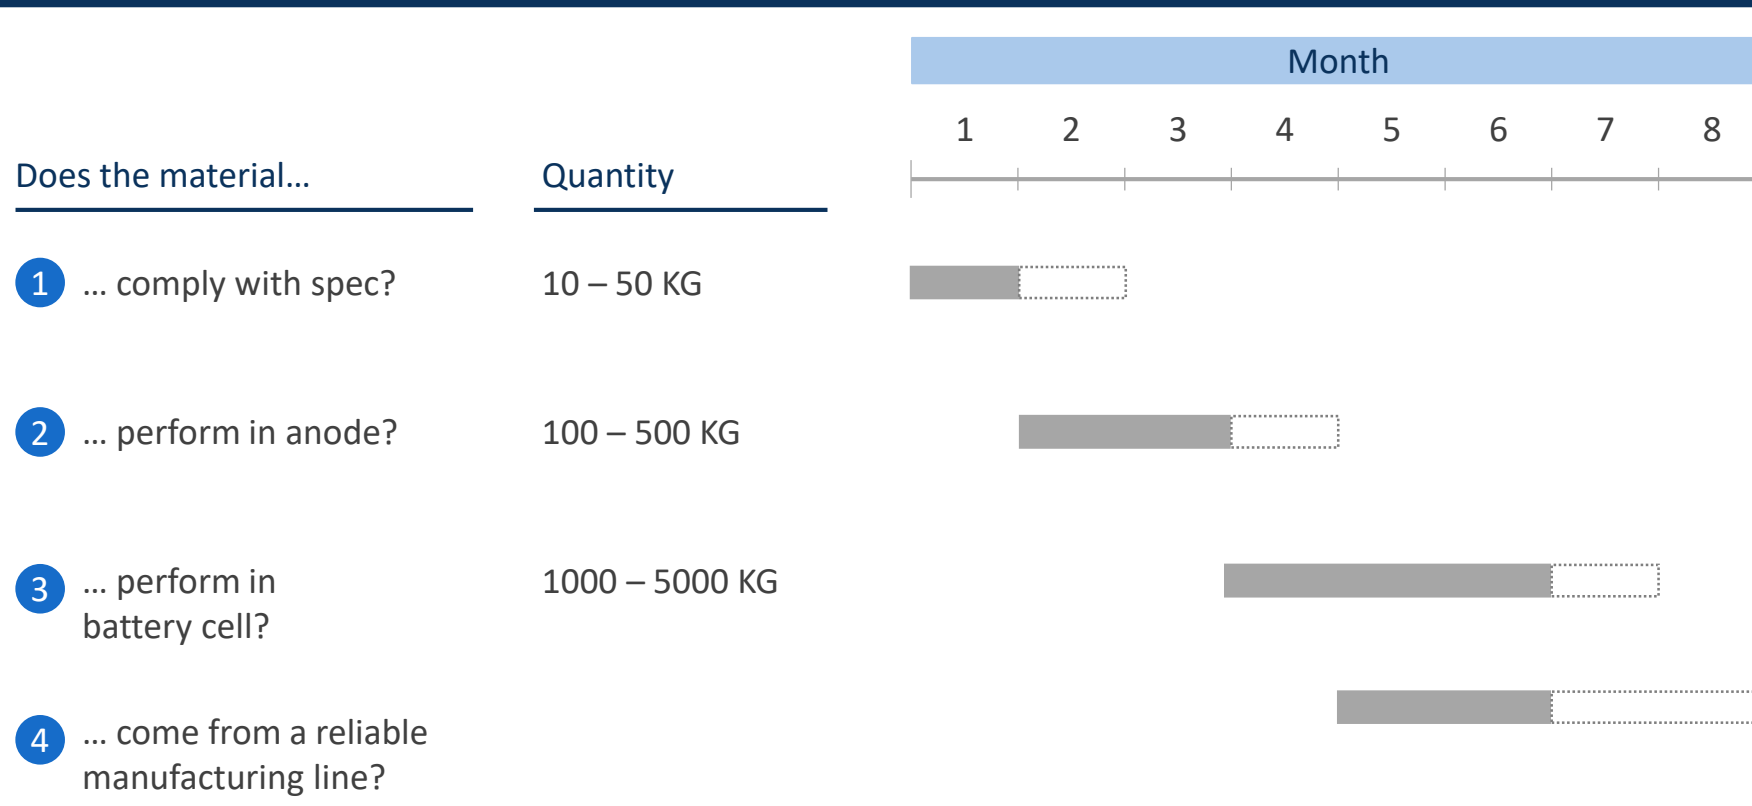 Month
1 2 3 4 5 6 7 8
Does the material… Quantity
1 … comply with spec? 10 – 50 KG
2 … perform in anode? 100 – 500 KG
3 … perform in 1000 – 5000 KG
battery cell?
4 … come from a reliable
manufacturing line?